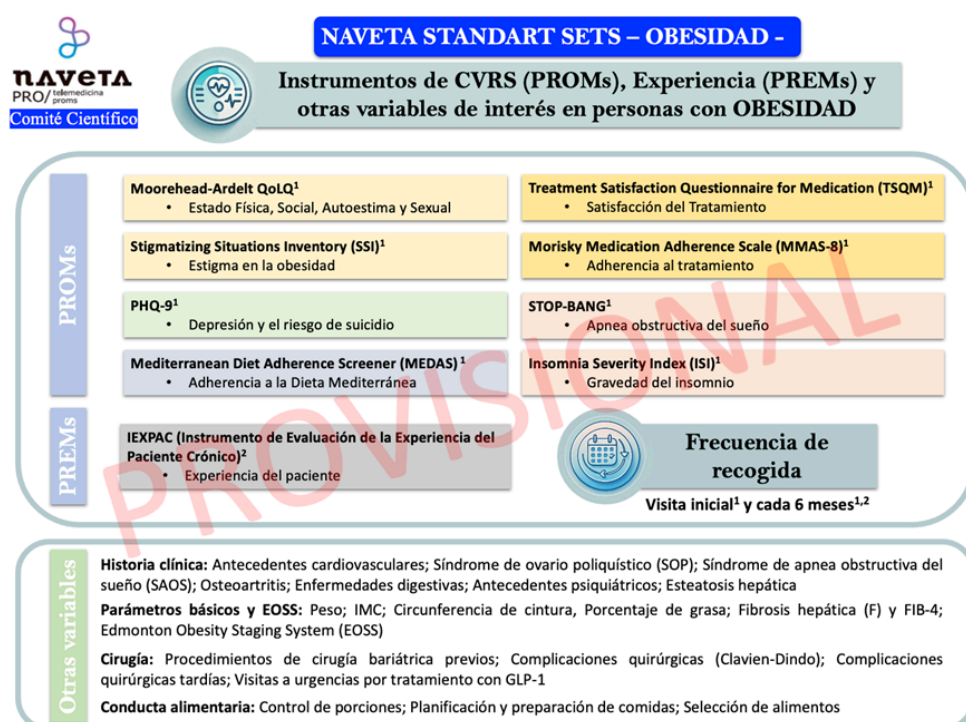 NAVETA STANDART SETS – OBESIDAD -
naveta
PRO/ telemedicina
proms
Comité Científico
Instrumentos de CVRS (PROMs), Experiencia (PREMs) y
otras variables de interés en personas con OBESIDAD
PROMs
Moorehead-Ardelt QoLQ¹
• Estado Física, Social, Autoestima y Sexual
Treatment Satisfaction Questionnaire for Medication (TSQM)¹
• Satisfacción del Tratamiento
Stigmatizing Situations Inventory (SSI)¹
• Estigma en la obesidad
Morisky Medication Adherence Scale (MMAS-8)¹
• Adherencia al tratamiento
PHQ-9¹
• Depresión y el riesgo de suicidio
STOP-BANG¹
• Apnea obstructiva del sueño
Mediterranean Diet Adherence Screener (MEDAS) ¹
• Adherencia a la Dieta Mediterránea
Insomnia Severity Index (ISI)¹
• Gravedad del insomnio
PREMs
IEXPAC (Instrumento de Evaluación de la Experiencia del
Paciente Crónico)²
• Experiencia del paciente
Frecuencia de
recogida
Visita inicial¹ y cada 6 meses¹,²
PROVISIONAL
Otras variables
Historia clínica: Antecedentes cardiovasculares; Síndrome de ovario poliquístico (SOP); Síndrome de apnea obstructiva del
sueño (SAOS); Osteoartritis; Enfermedades digestivas; Antecedentes psiquiátricos; Esteatosis hepática
Parámetros básicos y EOSS: Peso; IMC; Circunferencia de cintura, Porcentaje de grasa; Fibrosis hepática (F) y FIB-4;
Edmonton Obesity Staging System (EOSS)
Cirugía: Procedimientos de cirugía bariátrica previos; Complicaciones quirúrgicas (Clavien-Dindo); Complicaciones
quirúrgicas tardías; Visitas a urgencias por tratamiento con GLP-1
Conducta alimentaria: Control de porciones; Planificación y preparación de comidas; Selección de alimentos